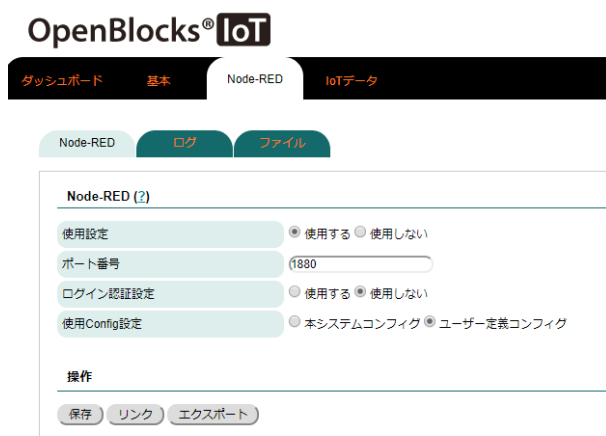 OpenBlocks® IoT
ダッシュボード 基本 Node-RED IoTデータ
Node-RED ログ ファイル
Node-RED (?)
使用設定 使用する 使用しない
ポート番号 1880
ログイン認証設定 使用する 使用しない
使用Config設定 本システムコンフィグ ユーザー定義コンフィグ
操作
保存 リンク エクスポート